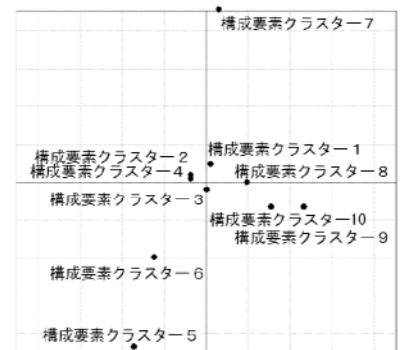 構成要素クラスター7
構成要素クラスター1
構成要素クラスター2
構成要素クラスター4
構成要素クラスター8
構成要素クラスター3
構成要素クラスター10
構成要素クラスター9
構成要素クラスター6
構成要素クラスター5